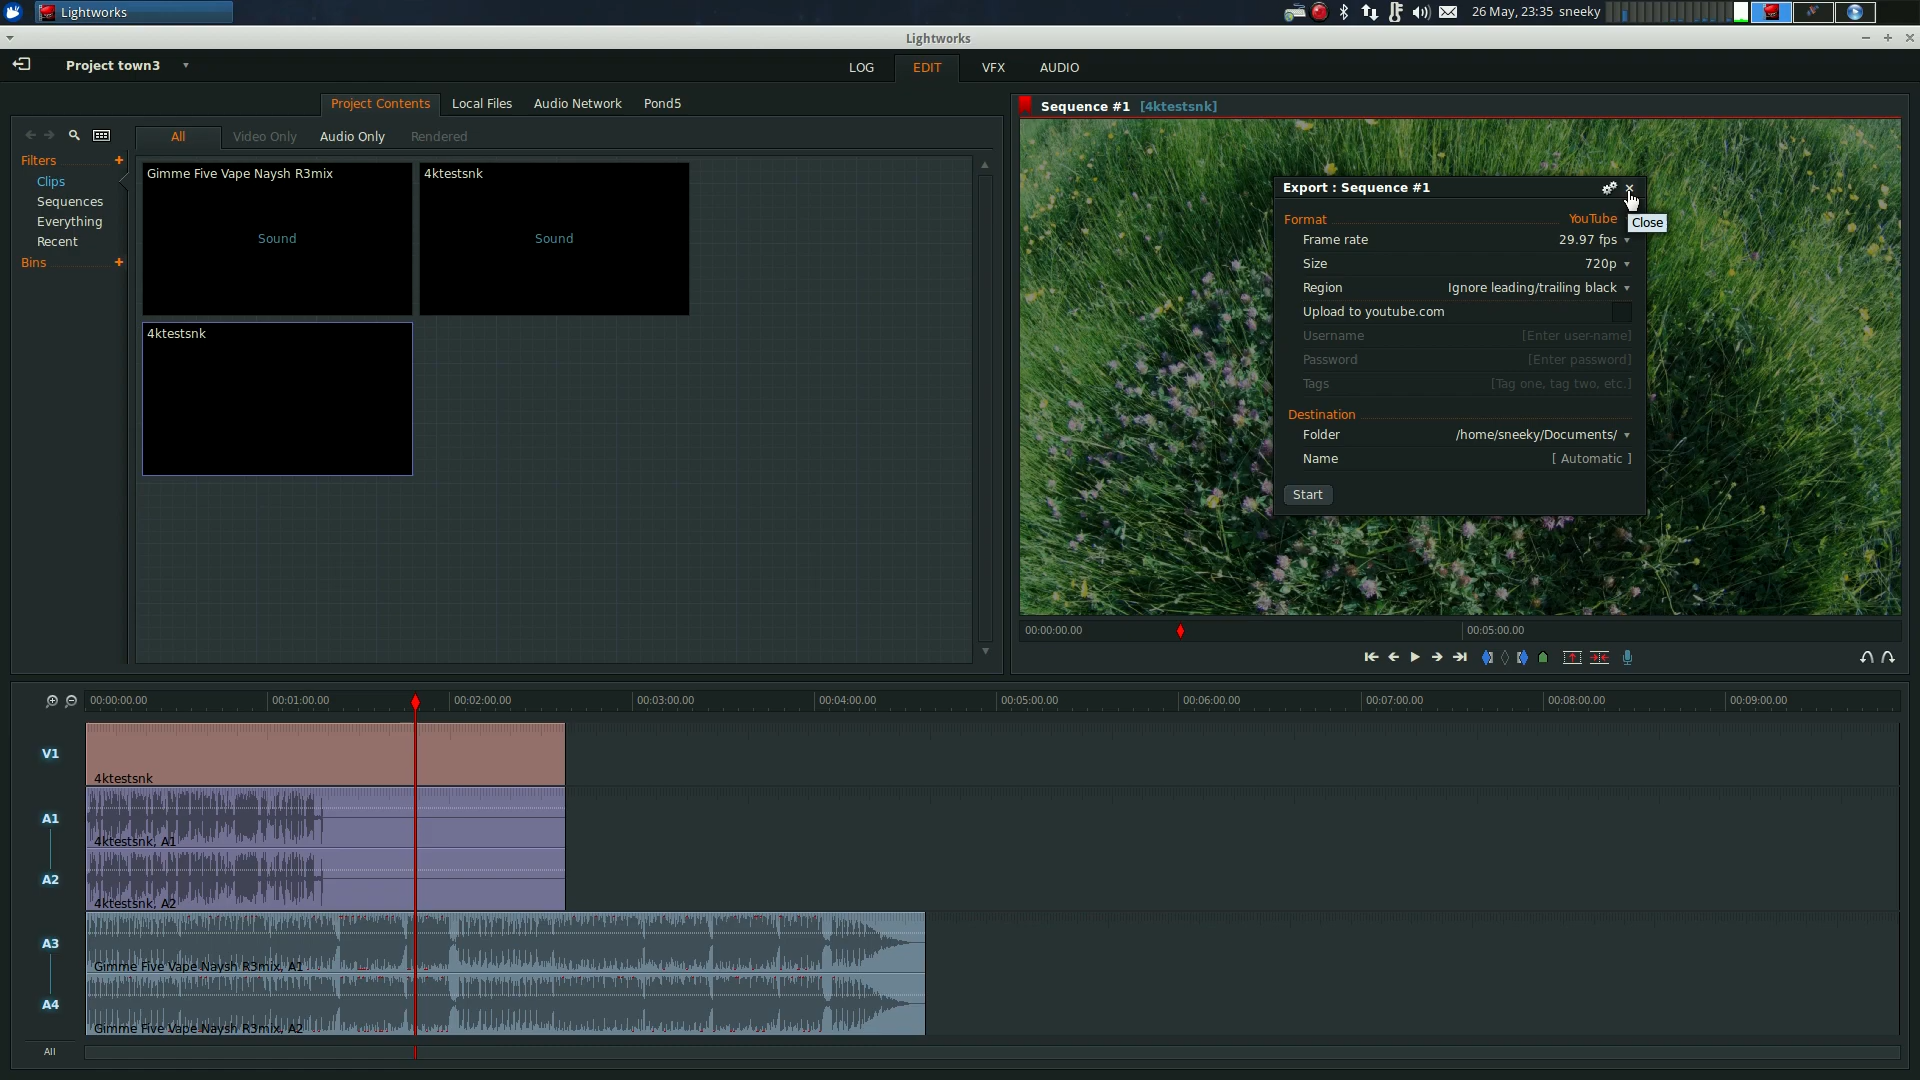 Lightworks
26 May, 23:35 sneeky
Lightworks
Project town3
LOG EDIT VFX AUDIO
Project Contents Local Files Audio Network Pond5
All Video Only Audio Only Rendered
Filters +
Clips
Sequences
Everything
Recent
Bins +
Gimme Five Vape Naysh R3mix
Sound
4ktestsnk
Sound
4ktestsnk
Sequence #1 [4ktestsnk]
Export : Sequence #1
Close
Format YouTube
Frame rate 29.97 fps
Size 720p
Region Ignore leading/trailing black
Upload to youtube.com
Username [Enter user-name]
Password [Enter password]
Tags [Tag one, tag two, etc.]
Destination
Folder /home/sneeky/Documents/
Name [ Automatic ]
Start
00:00:00.00 00:05:00.00
00:00:00.00 00:01:00.00 00:02:00.00 00:03:00.00 00:04:00.00 00:05:00.00 00:06:00.00 00:07:00.00 00:08:00.00 00:09:00.00
V1
4ktestsnk
A1
4ktestsnk, A1
A2
4ktestsnk, A2
A3
Gimme Five Vape Naysh R3mix, A1
A4
Gimme Five Vape Naysh R3mix, A2
All